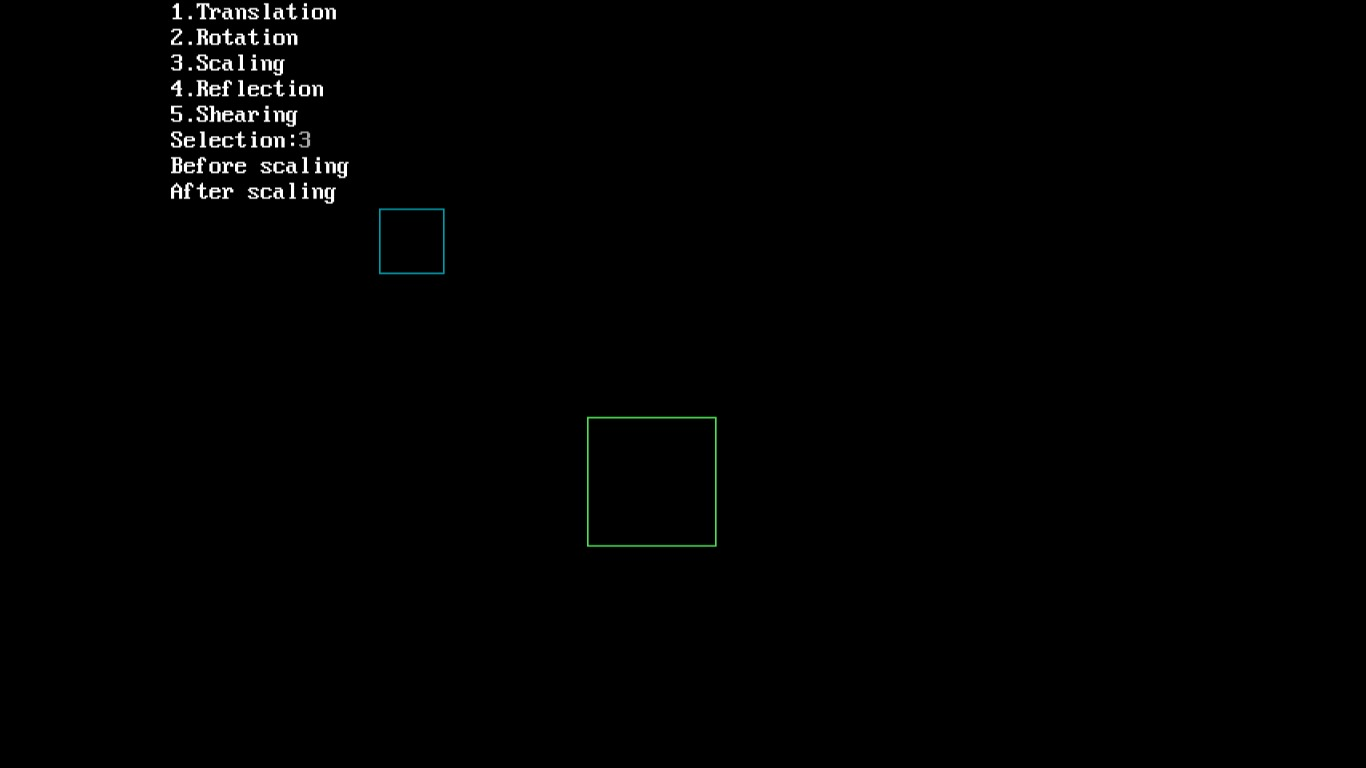 1.Translation
2.Rotation
3.Scaling
4.Reflection
5.Shearing
Selection:3
Before scaling
After scaling